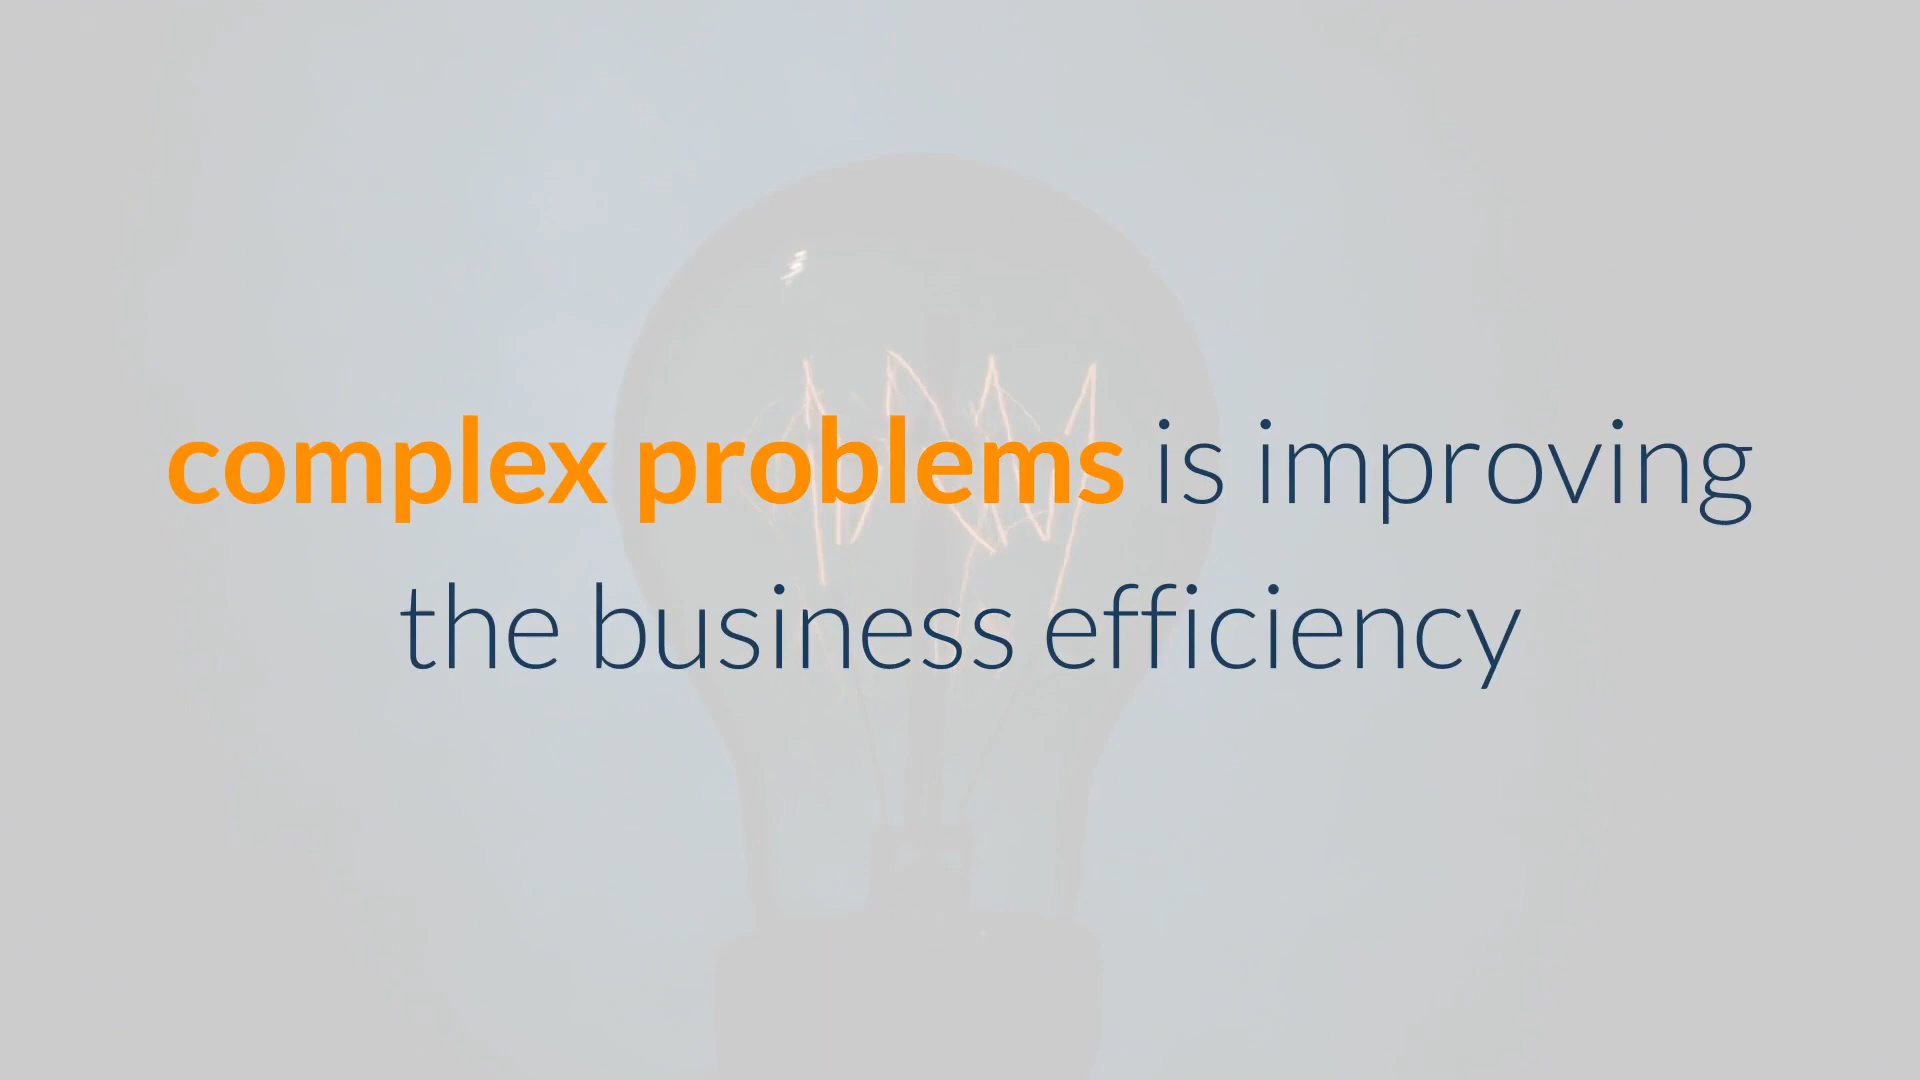 complex problems is improving
the business efficiency